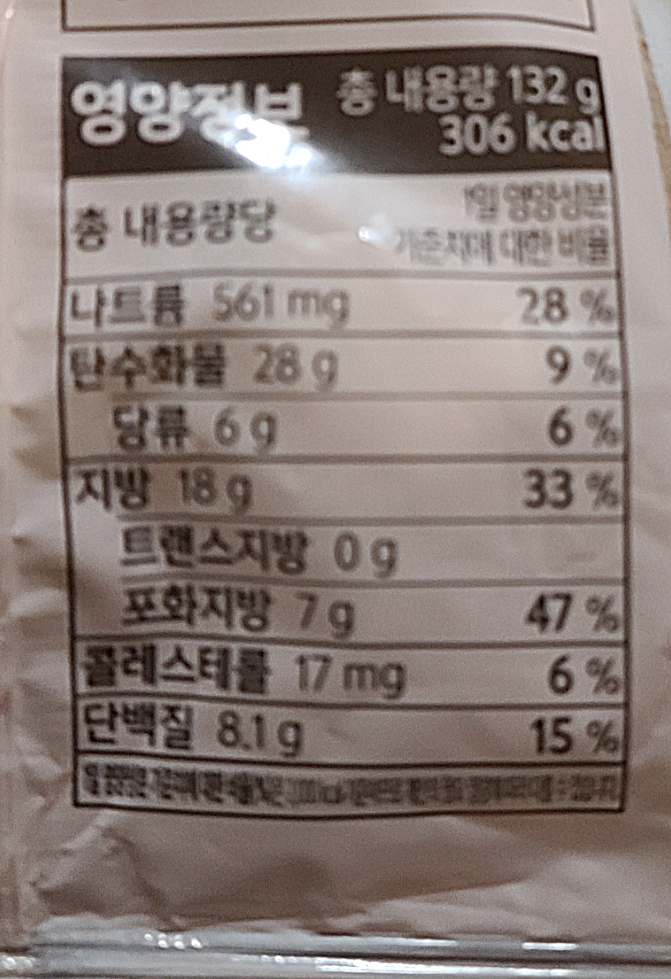 영양정보 총 내용량 132 g
306 kcal
총 내용량당 1일 영양성분
기준치에 대한 비율
나트륨 561 mg 28 %
탄수화물 28 g 9 %
당류 6 g 6 %
지방 18 g 33 %
트랜스지방 0 g
포화지방 7 g 47 %
콜레스테롤 17 mg 6 %
단백질 8.1 g 15 %